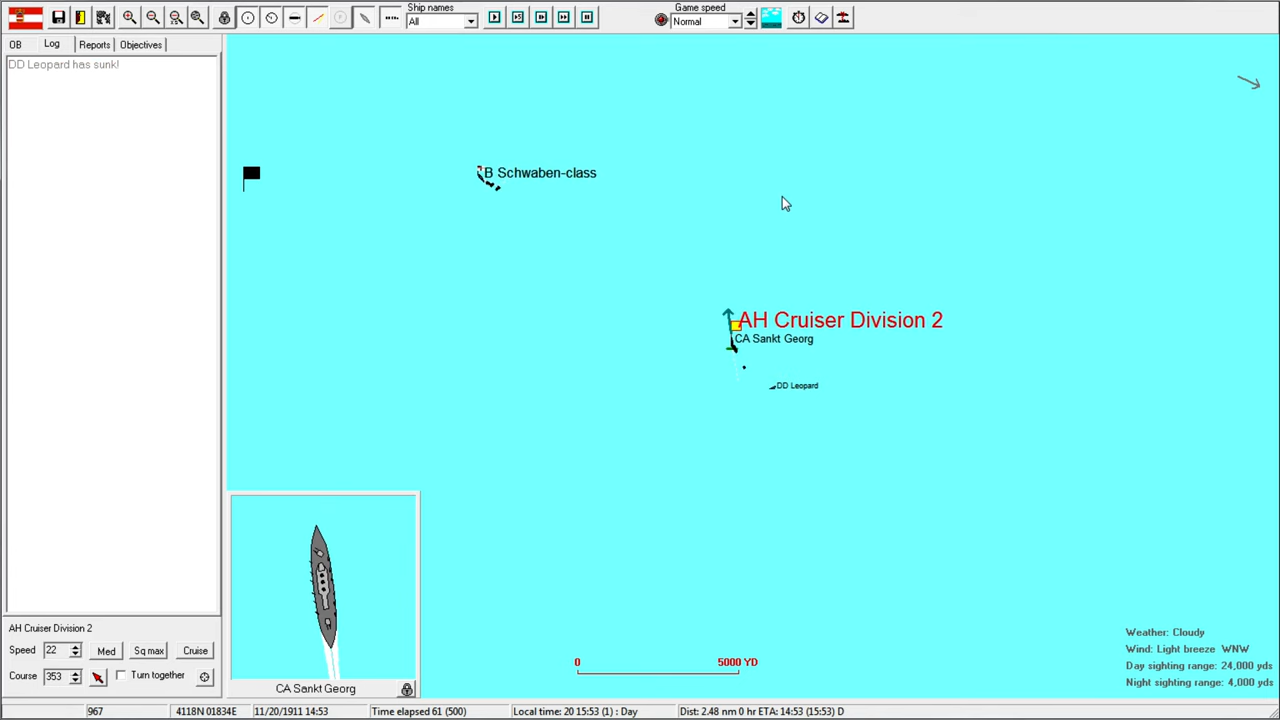 Ship names
All
Game speed
Normal
OB Log Reports Objectives
DD Leopard has sunk!
B Schwaben-class
AH Cruiser Division 2
CA Sankt Georg
DD Leopard
AH Cruiser Division 2
Speed 22 Med Sq max Cruise
Course 353 Turn together
CA Sankt Georg
0 5000 YD
Weather: Cloudy
Wind: Light breeze WNW
Day sighting range: 24,000 yds
Night sighting range: 4,000 yds
967 4118N 01834E 11/20/1911 14:53 Time elapsed 61 (500) Local time: 20 15:53 (1) : Day Dist: 2.48 nm 0 hr ETA: 14:53 (15:53) D